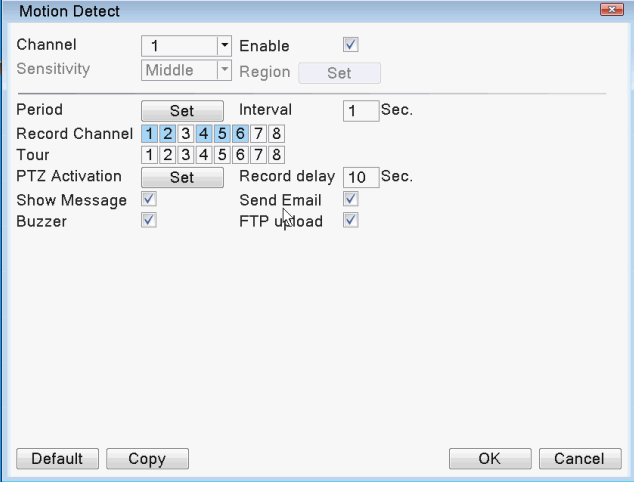 Motion Detect
Channel 1 Enable
Sensitivity Middle Region Set
Period Set Interval 1 Sec.
Record Channel 1 2 3 4 5 6 7 8
Tour 1 2 3 4 5 6 7 8
PTZ Activation Set Record delay 10 Sec.
Show Message Send Email
Buzzer FTP upload
Default Copy OK Cancel